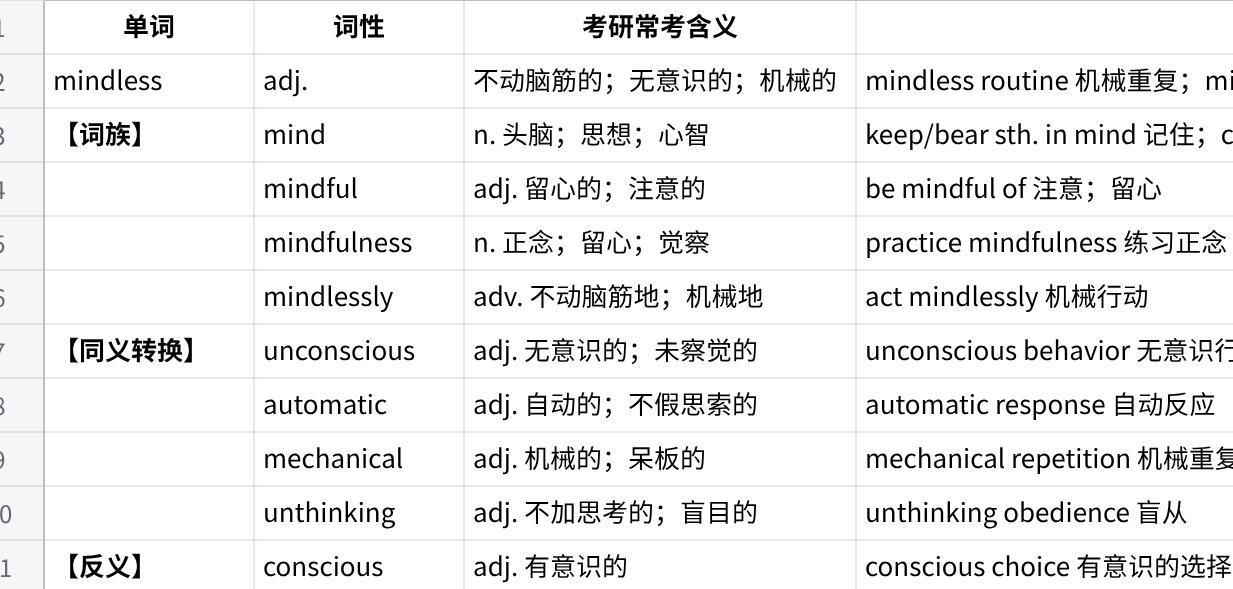 单词 词性 考研常考含义
mindless adj. 不动脑筋的；无意识的；机械的 mindless routine 机械重复；
【词族】 mind n. 头脑；思想；心智 keep/bear sth. in mind 记住；
mindful adj. 留心的；注意的 be mindful of 注意；留心
mindfulness n. 正念；留心；觉察 practice mindfulness 练习正念
mindlessly adv. 不动脑筋地；机械地 act mindlessly 机械行动
【同义转换】 unconscious adj. 无意识的；未察觉的 unconscious behavior 无意识行
automatic adj. 自动的；不假思索的 automatic response 自动反应
mechanical adj. 机械的；呆板的 mechanical repetition 机械重复
unthinking adj. 不加思考的；盲目的 unthinking obedience 盲从
【反义】 conscious adj. 有意识的 conscious choice 有意识的选择